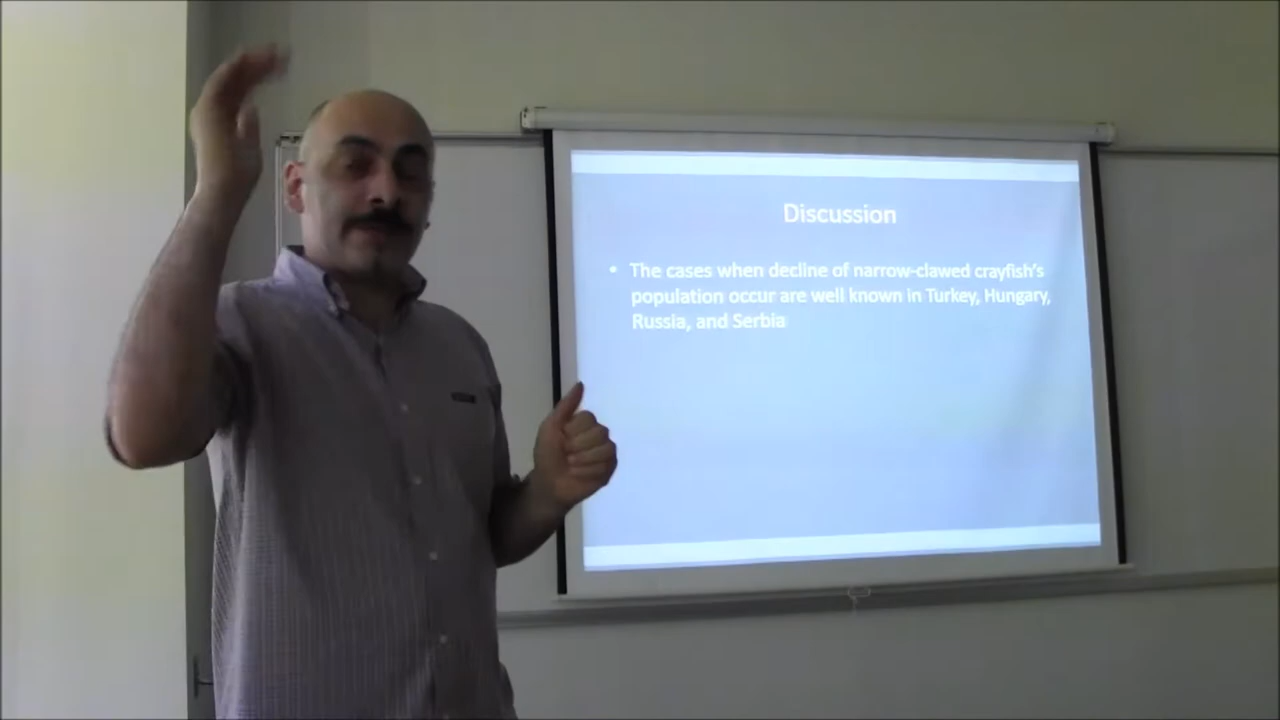 Discussion
• The cases when decline of narrow-clawed crayfish's
population occur are well known in Turkey, Hungary,
Russia, and Serbia